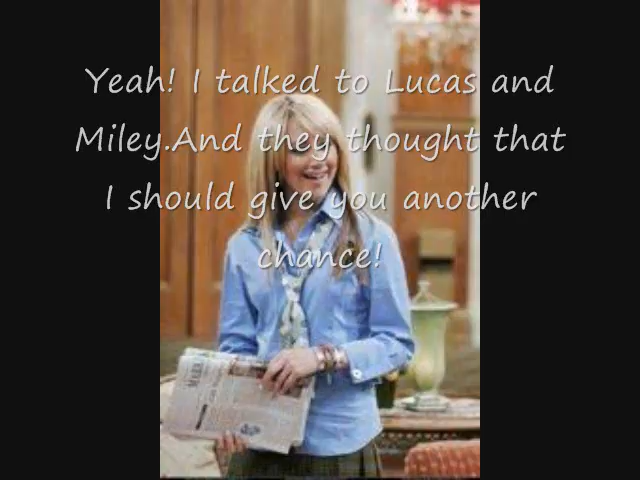 Yeah! I talked to Lucas and
Miley.And they thought that
I should give you another
chance!